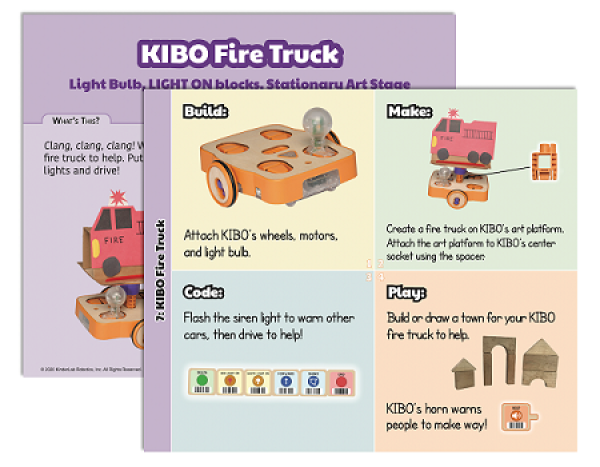 KIBO Fire Truck
Light Bulb, LIGHT ON blocks, Stationary Art Stage
WHAT'S THIS?
Clang, clang, clang! W
fire truck to help. Put
lights and drive!
FIRE
© 2020 KinderLab Robotics, Inc. All Rights Reserved.
7: KIBO Fire Truck
Build:
Attach KIBO's wheels, motors,
and light bulb.
Make:
Create a fire truck on KIBO's art platform.
Attach the art platform to KIBO's center
socket using the spacer.
1 2
3 4
Code:
Flash the siren light to warn other
cars, then drive to help!
Play:
Build or draw a town for your KIBO
fire truck to help.
KIBO's horn warns
people to make way!